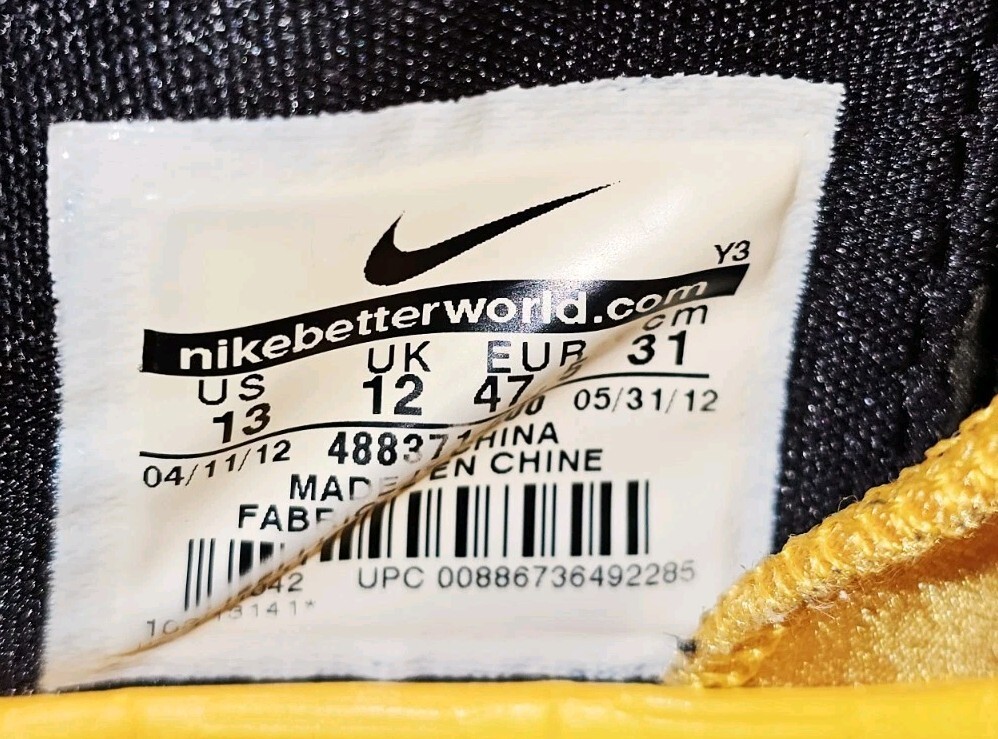 Y3
nikebetterworld.com
US UK EUR cm
13 12 47 31
04/11/12 05/31/12
MADE CHINA
EN CHINE
UPC 00886736492285